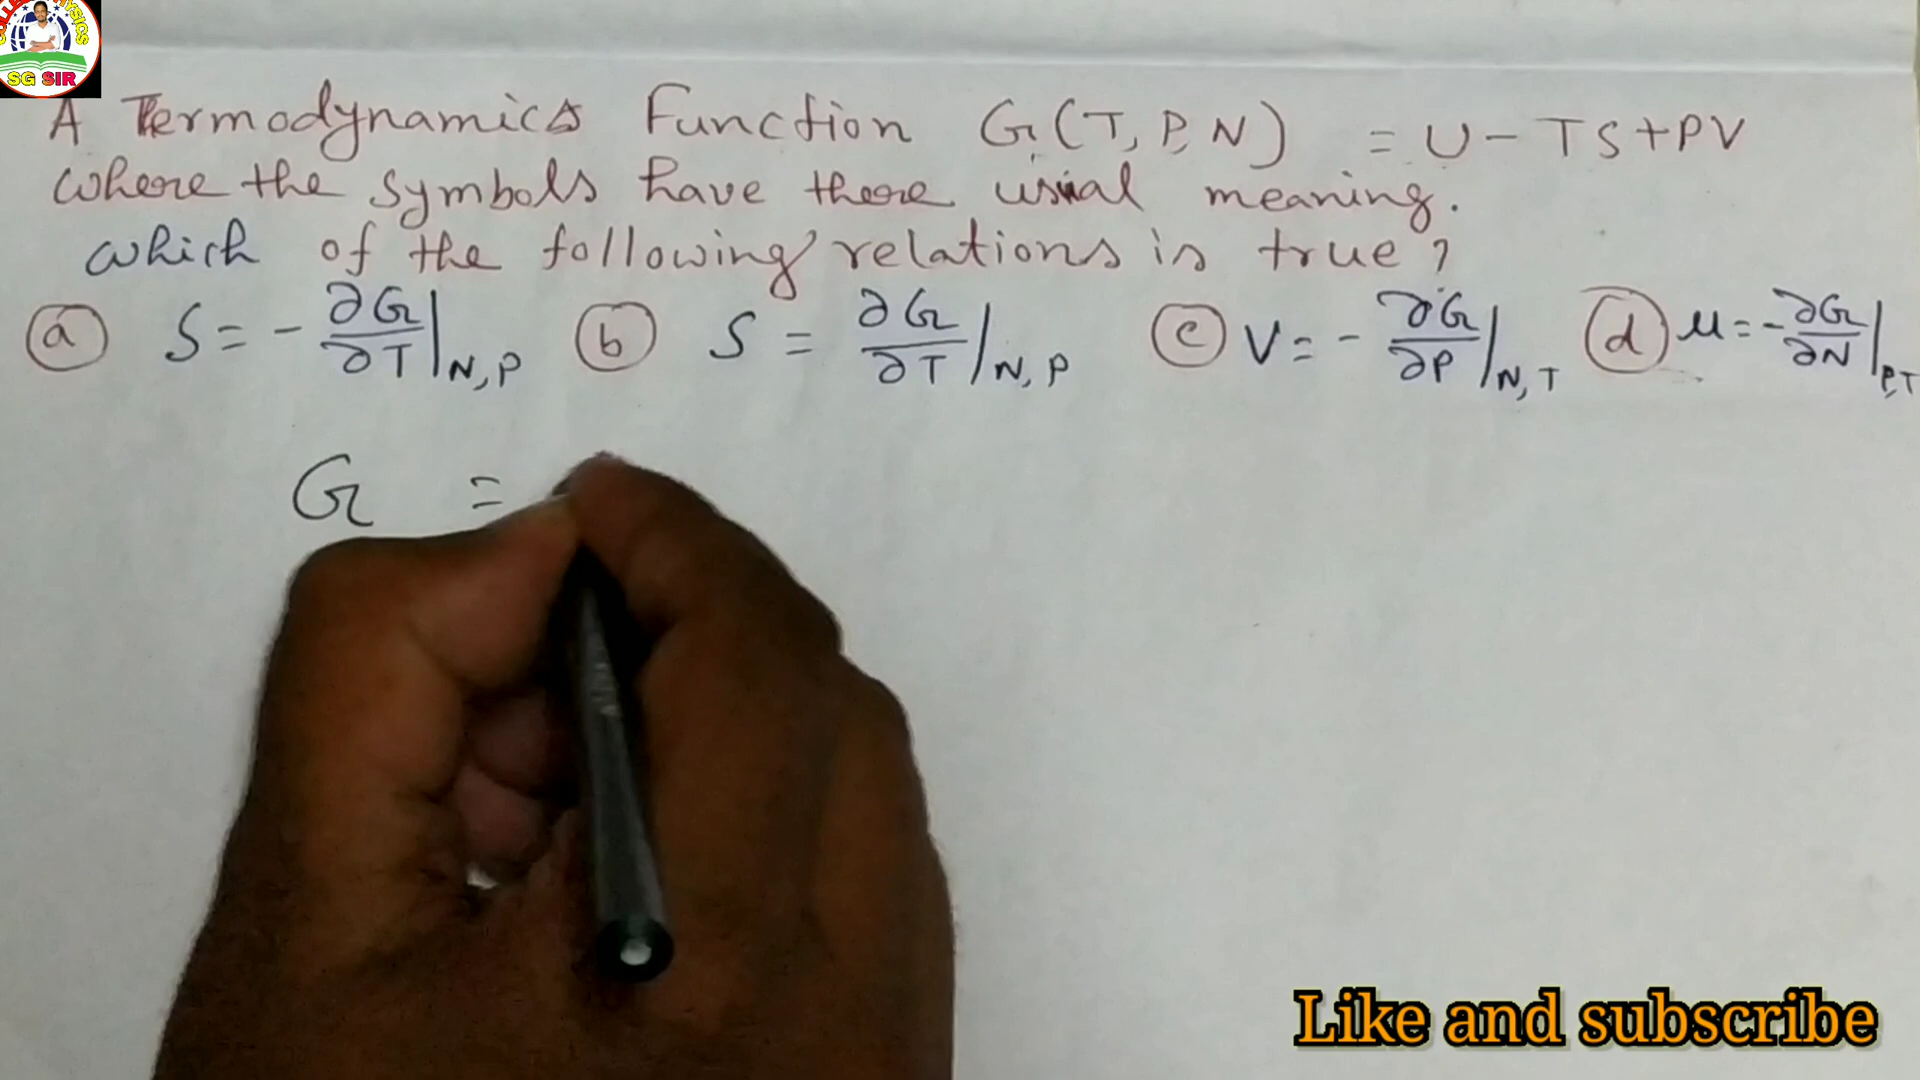 SG SIR
A Termodynamics Function G(T, P, N) = U - TS + PV
where the symbols have there usual meaning.
which of the following relations is true?
(a) S = - ∂G/∂T|N,P (b) S = ∂G/∂T|N,P (c) V = - ∂G/∂P|N,T (d) μ = - ∂G/∂N|P,T
G =
Like and subscribe